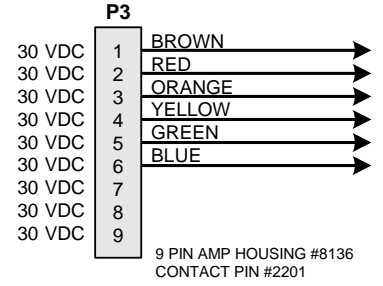 P3
30 VDC 1 BROWN
30 VDC 2 RED
30 VDC 3 ORANGE
30 VDC 4 YELLOW
30 VDC 5 GREEN
30 VDC 6 BLUE
30 VDC 7
30 VDC 8
30 VDC 9
9 PIN AMP HOUSING #8136
CONTACT PIN #2201